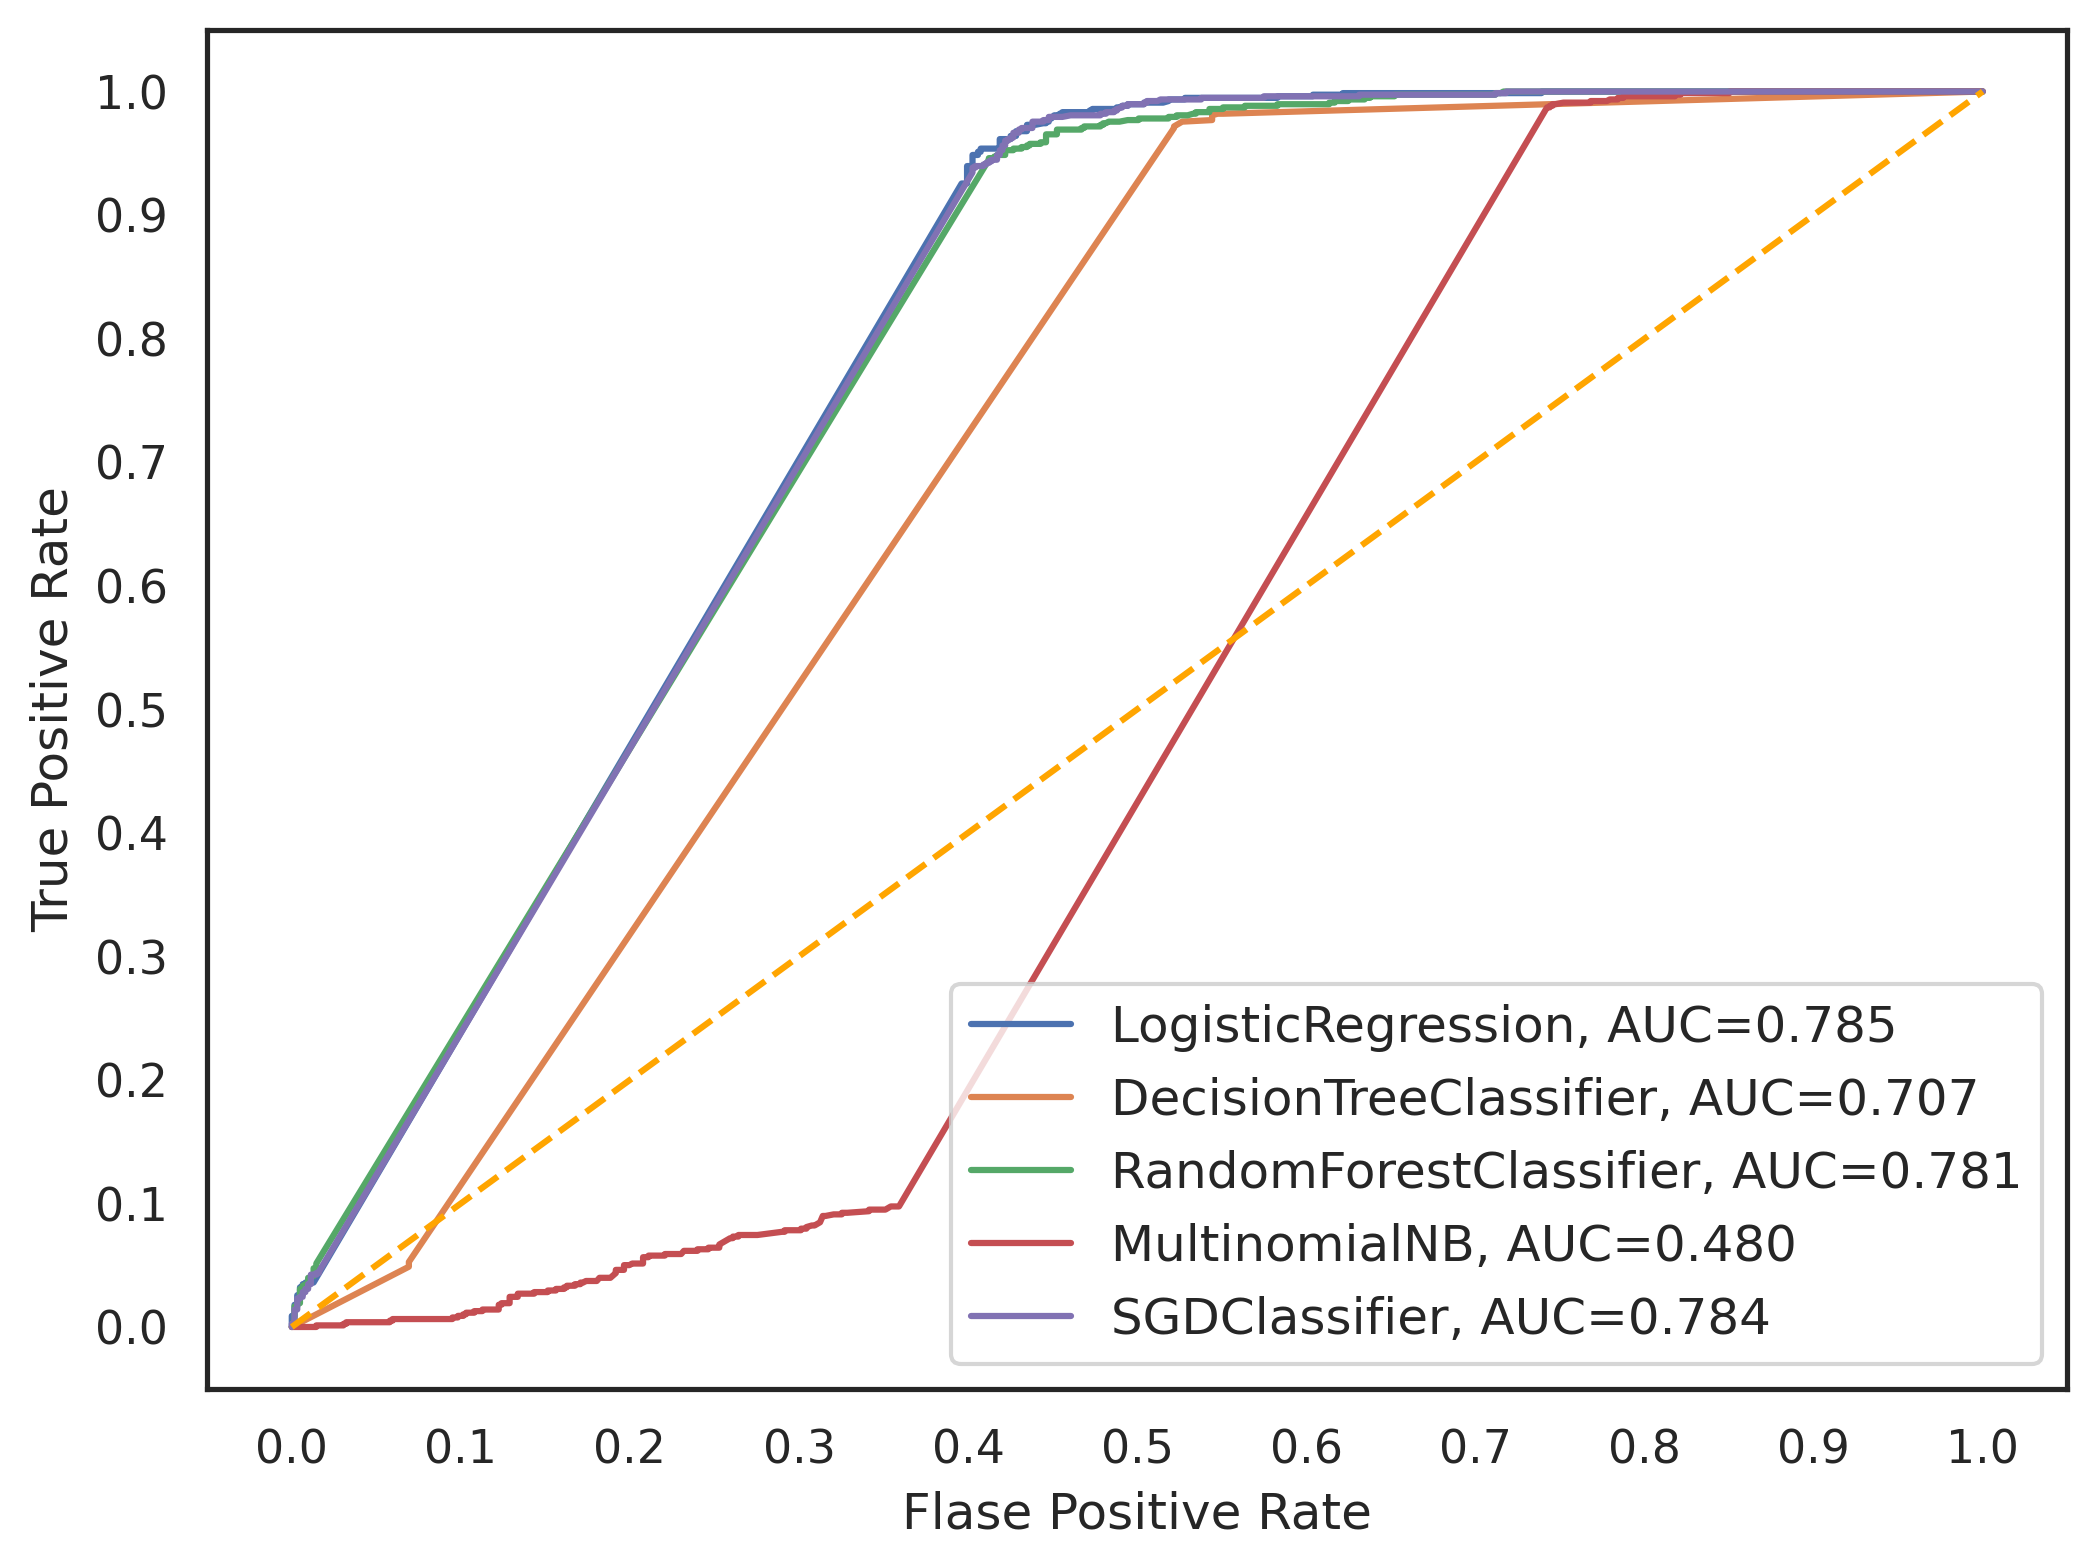 1.0
0.9
0.8
0.7
0.6
0.5
0.4
0.3
0.2
0.1
0.0
True Positive Rate
LogisticRegression, AUC=0.785
DecisionTreeClassifier, AUC=0.707
RandomForestClassifier, AUC=0.781
MultinomialNB, AUC=0.480
SGDClassifier, AUC=0.784
0.0 0.1 0.2 0.3 0.4 0.5 0.6 0.7 0.8 0.9 1.0
Flase Positive Rate